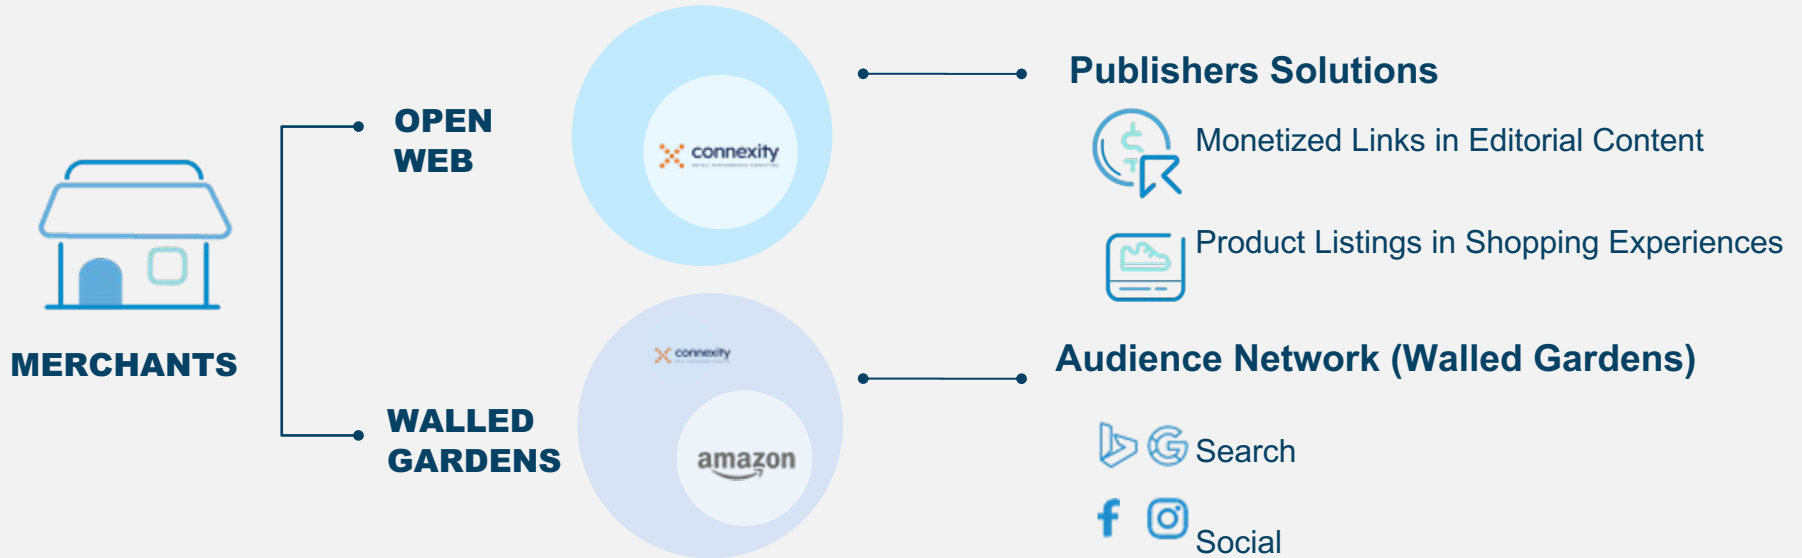 MERCHANTS
OPEN
WEB
connexity
Publishers Solutions
Monetized Links in Editorial Content
Product Listings in Shopping Experiences
WALLED
GARDENS
connexity
amazon
Audience Network (Walled Gardens)
Search
Social